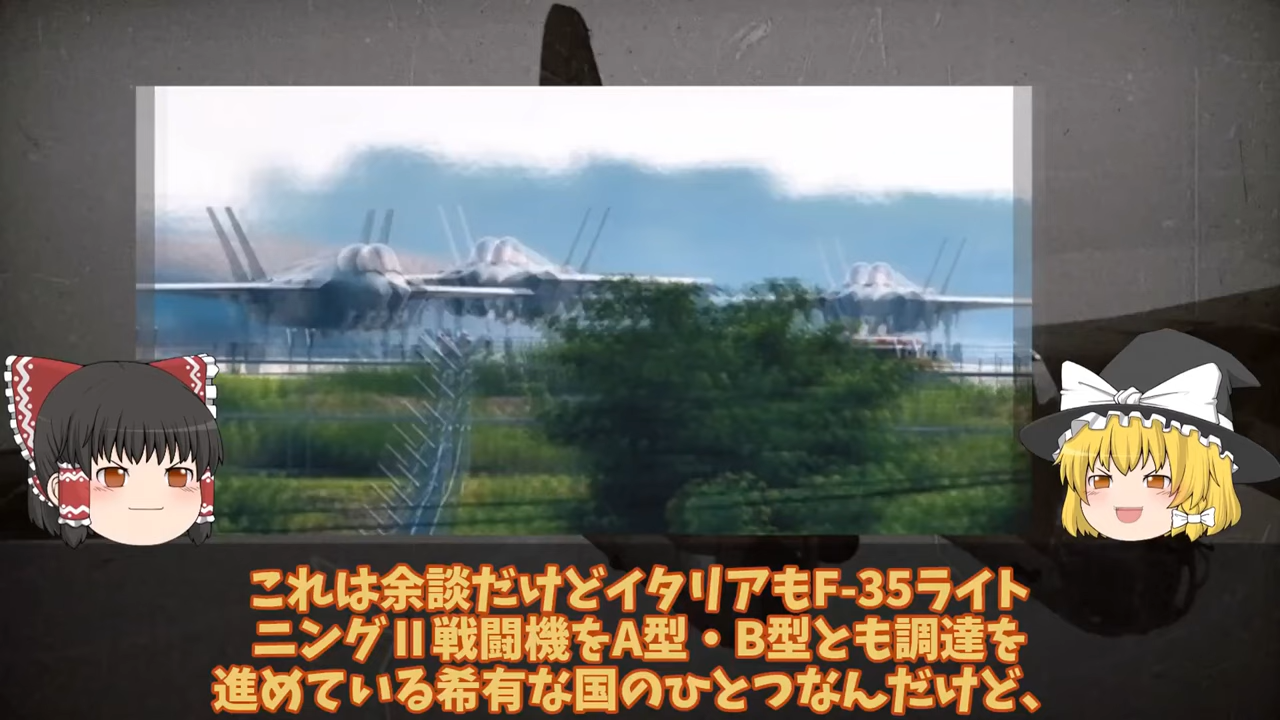 これは余談だけどイタリアもF-35ライト
ニングⅡ戦闘機をA型・B型とも調達を
進めている希有な国のひとつなんだけど、